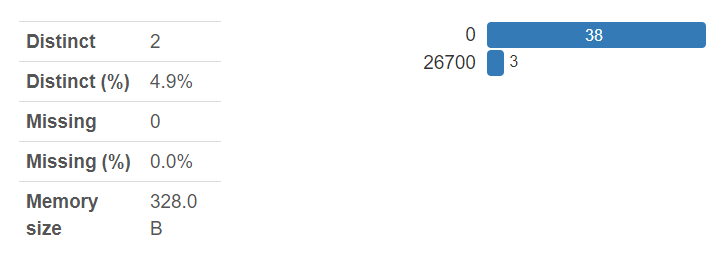 Distinct 2
Distinct (%) 4.9%
Missing 0
Missing (%) 0.0%
Memory size 328.0 B
0 38
26700 3